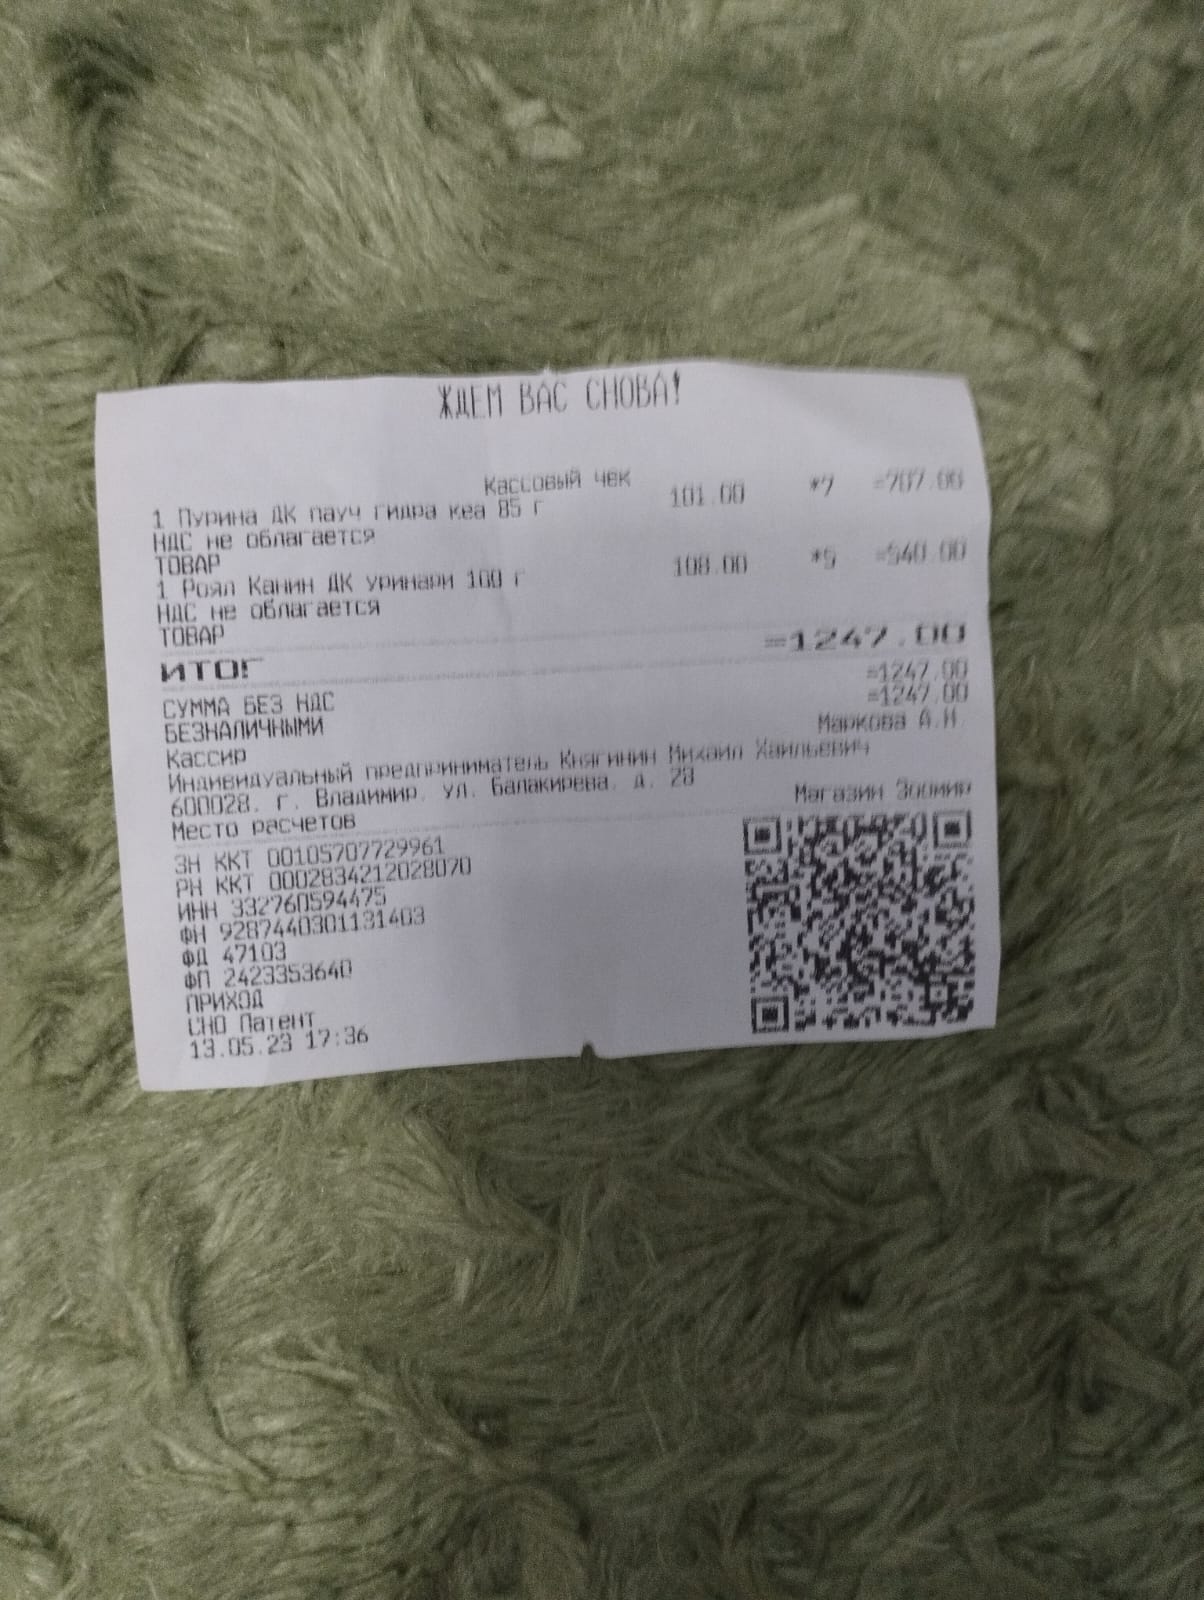 ЖДЕМ ВАС СНОВА!
Кассовый чек
1 Пурина ДК пауч гидра кеа 85 г 101.00 *7 =707.00
НДС не облагается
ТОВАР
1 Роял Канин ДК уринари 100 г 108.00 *5 =540.00
НДС не облагается
ТОВАР
ИТОГ =1247.00
СУММА БЕЗ НДС =1247.00
БЕЗНАЛИЧНЫМИ =1247.00
Кассир Маркова А.Н.
Индивидуальный предприниматель Княгинин Михаил Хаильевич
600028, г. Владимир, ул. Балакирева, д. 28
Место расчетов Магазин Зоомир
ЗН ККТ 00105707729961
РН ККТ 0002834212028070
ИНН 332760594475
ФН 9287440301131403
ФД 47103
ФП 2423353640
ПРИХОД
СНО Патент
13.05.23 17:36